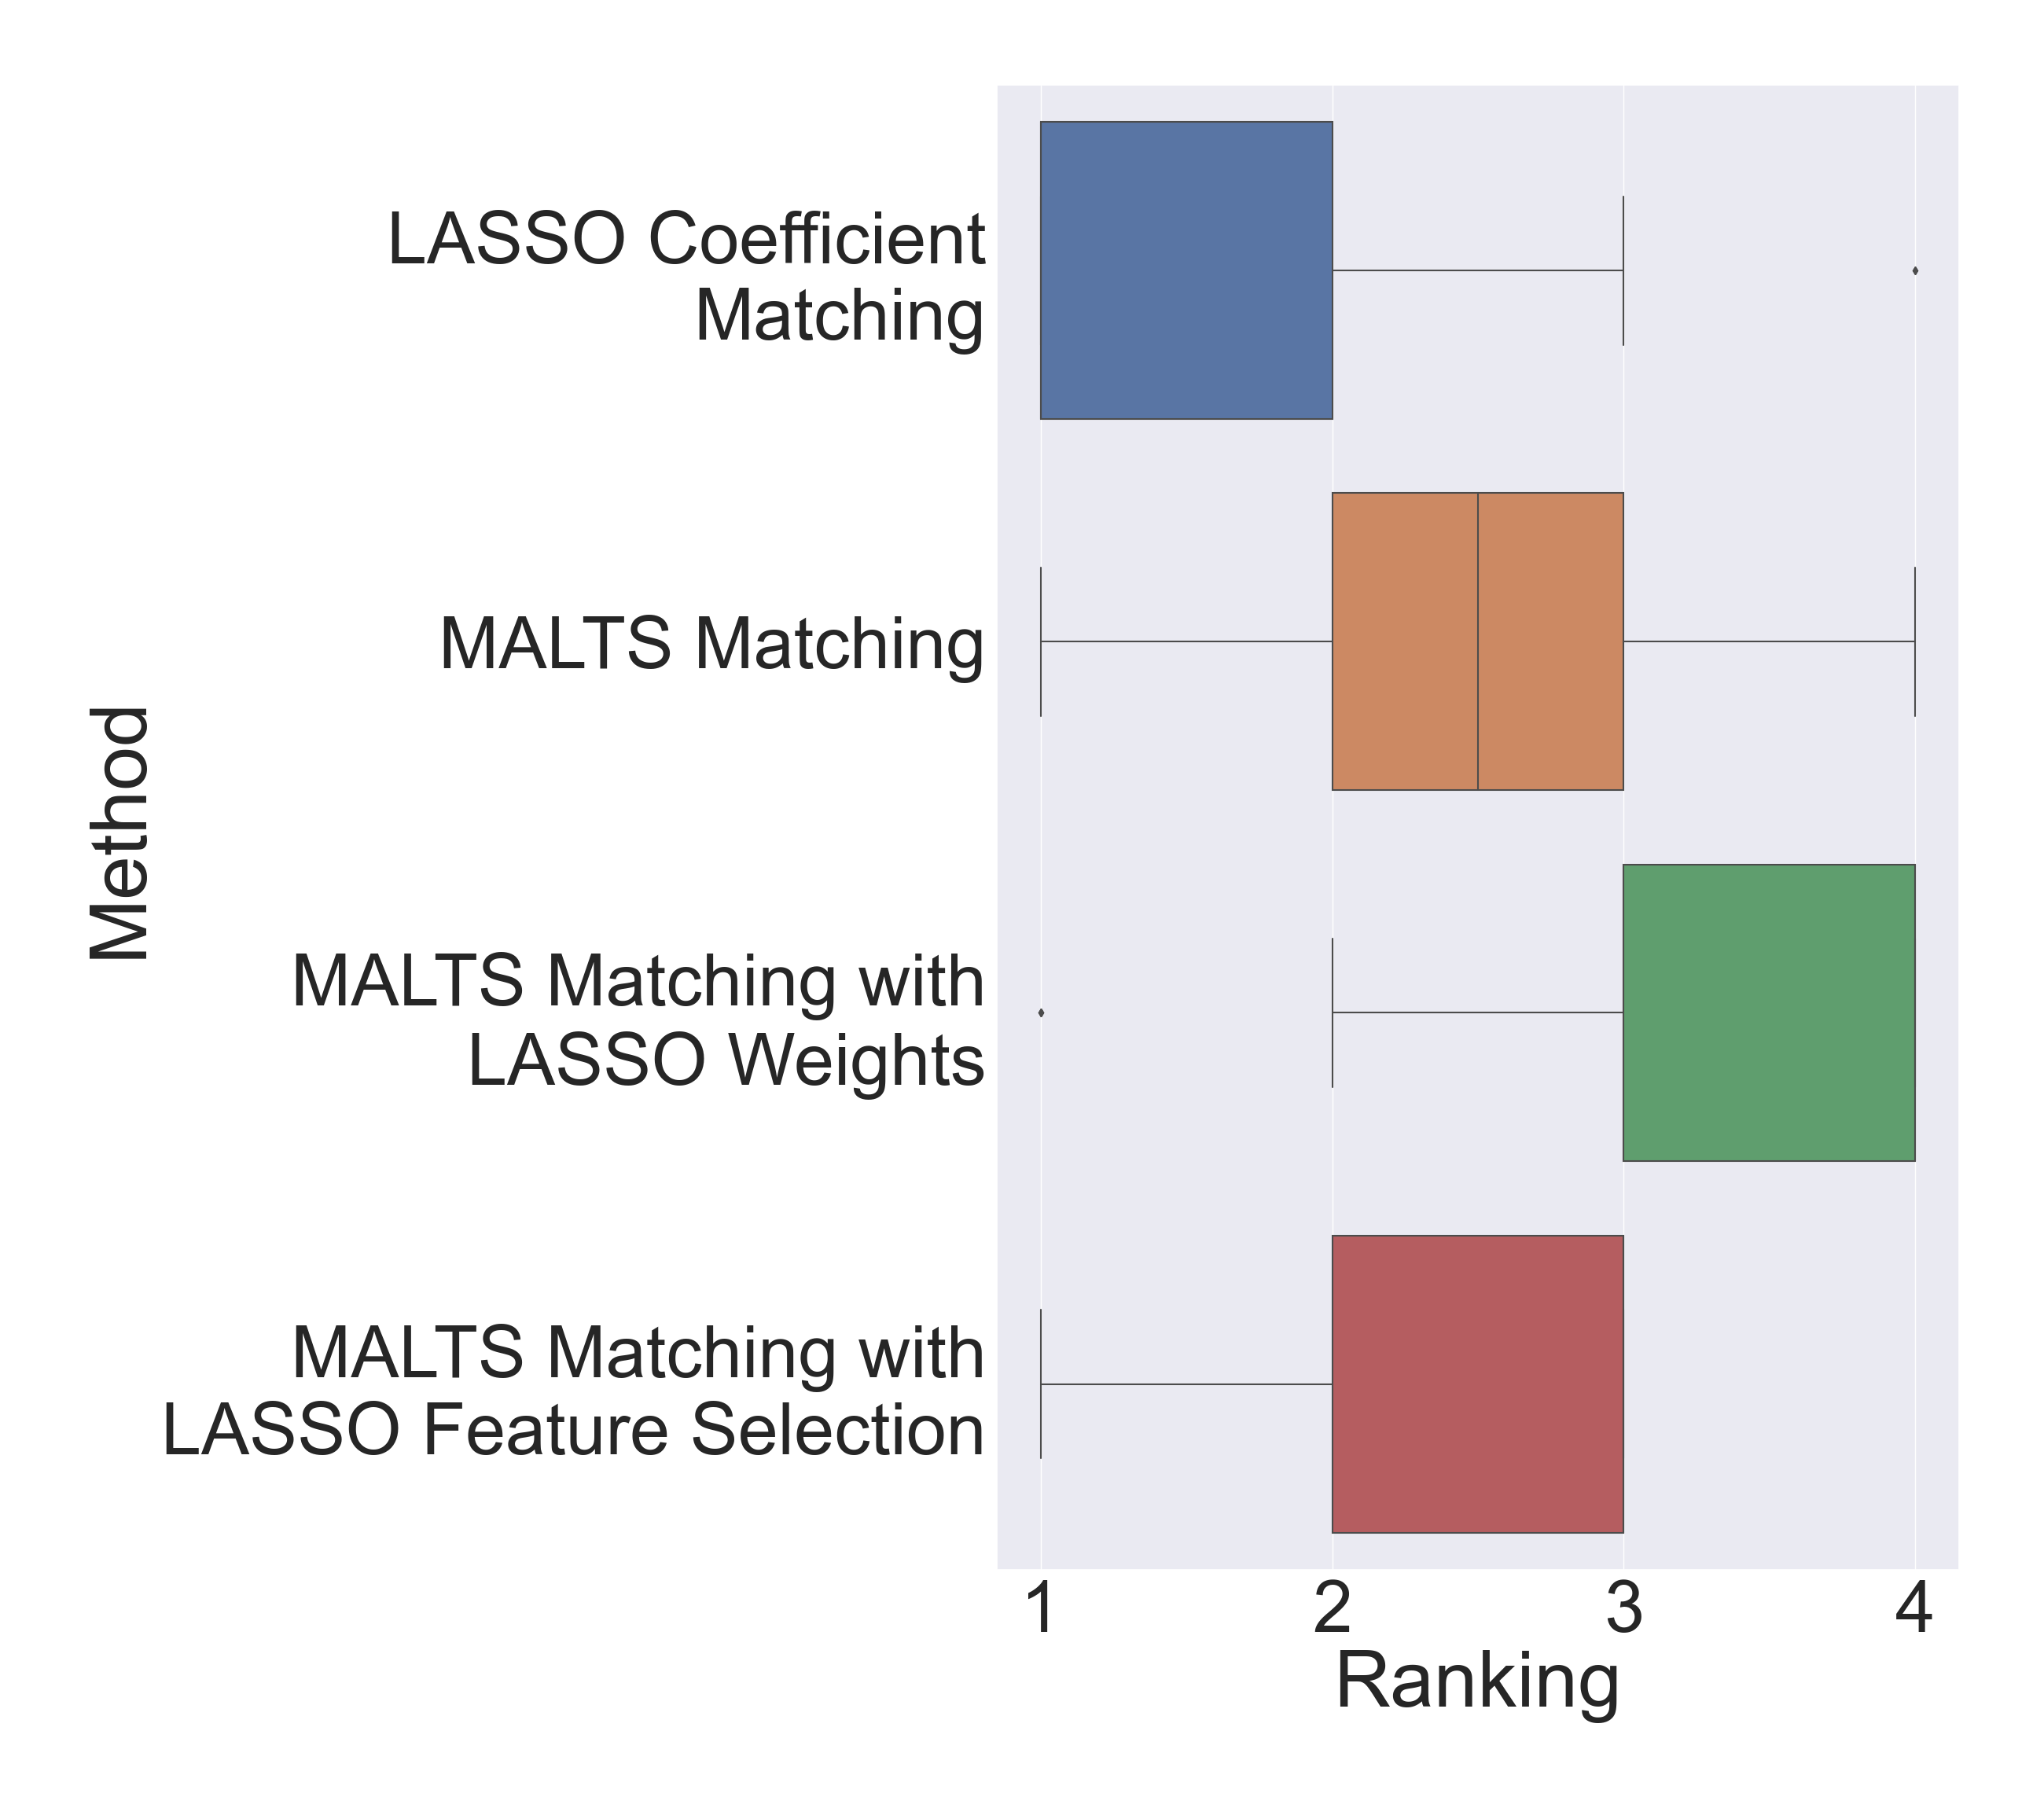 LASSO Coefficient
Matching
MALTS Matching
MALTS Matching with
LASSO Weights
MALTS Matching with
LASSO Feature Selection
Method
1 2 3 4
Ranking